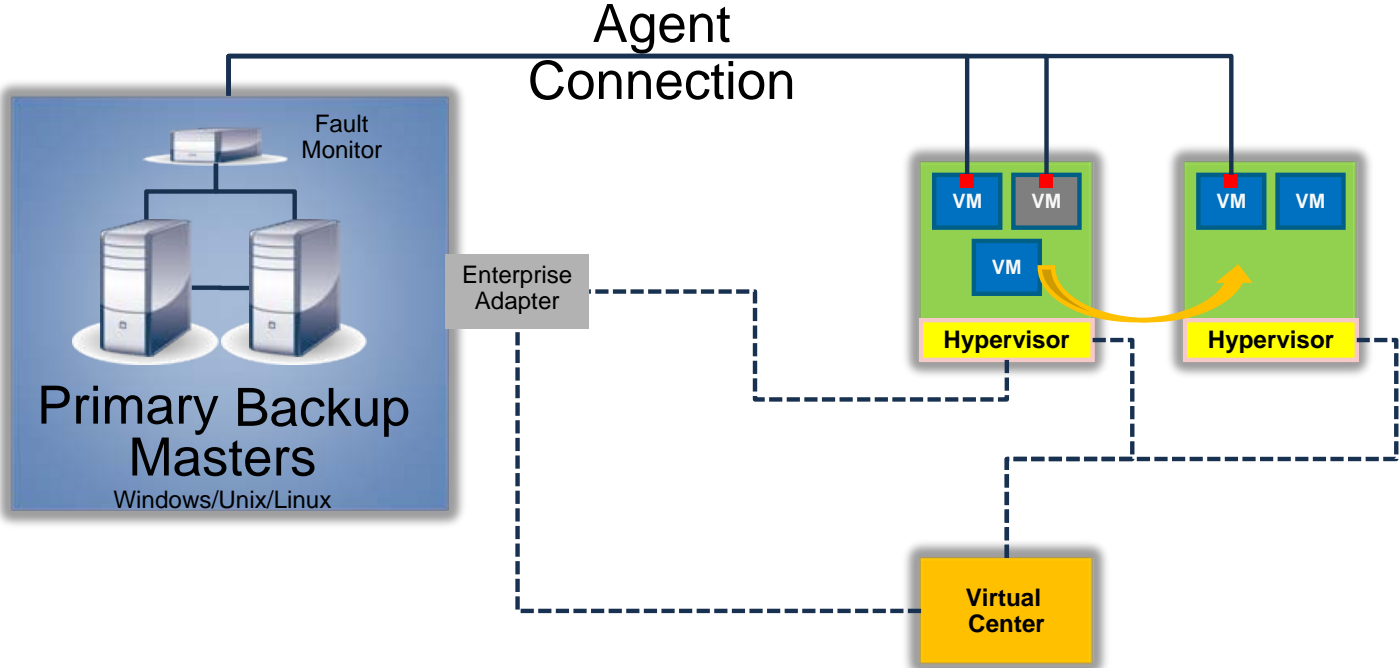 Agent
Connection
Fault
Monitor
Primary Backup
Masters
Windows/Unix/Linux
Enterprise
Adapter
VM
VM
VM
Hypervisor
VM
VM
Hypervisor
Virtual
Center